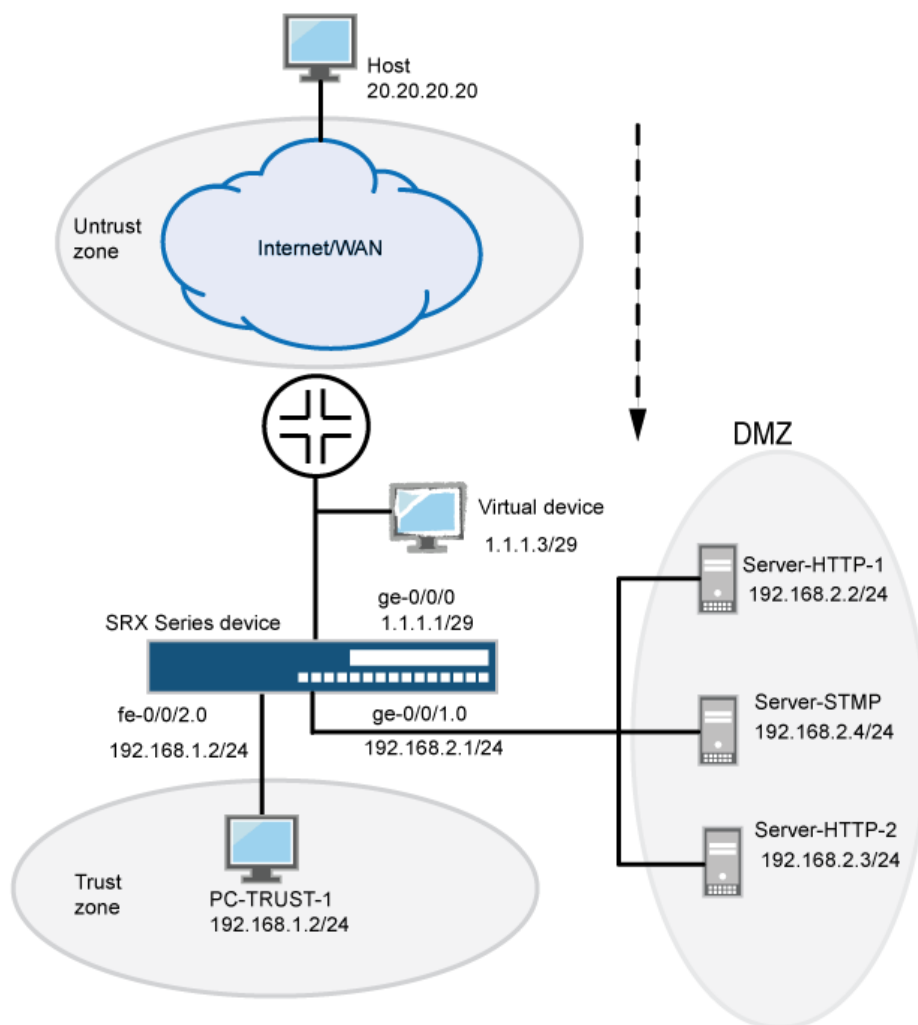 Host
20.20.20.20
Untrust
zone
Internet/WAN
DMZ
Virtual device
1.1.1.3/29
Server-HTTP-1
192.168.2.2/24
ge-0/0/0
SRX Series device
1.1.1.1/29
Server-STMP
192.168.2.4/24
fe-0/0/2.0
ge-0/0/1.0
192.168.1.2/24
192.168.2.1/24
Server-HTTP-2
192.168.2.3/24
Trust
zone
PC-TRUST-1
192.168.1.2/24